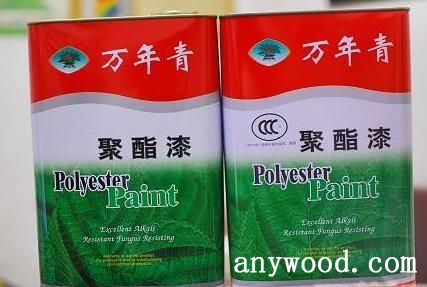 万年青
聚酯漆
Polyester
Paint
Excellent Alkali
Resistant Fungus Resisting
万年青
CCC
聚酯漆
Polyester
Paint
Excellent Alkali
Resistant Fungus Resisting
anywood.com